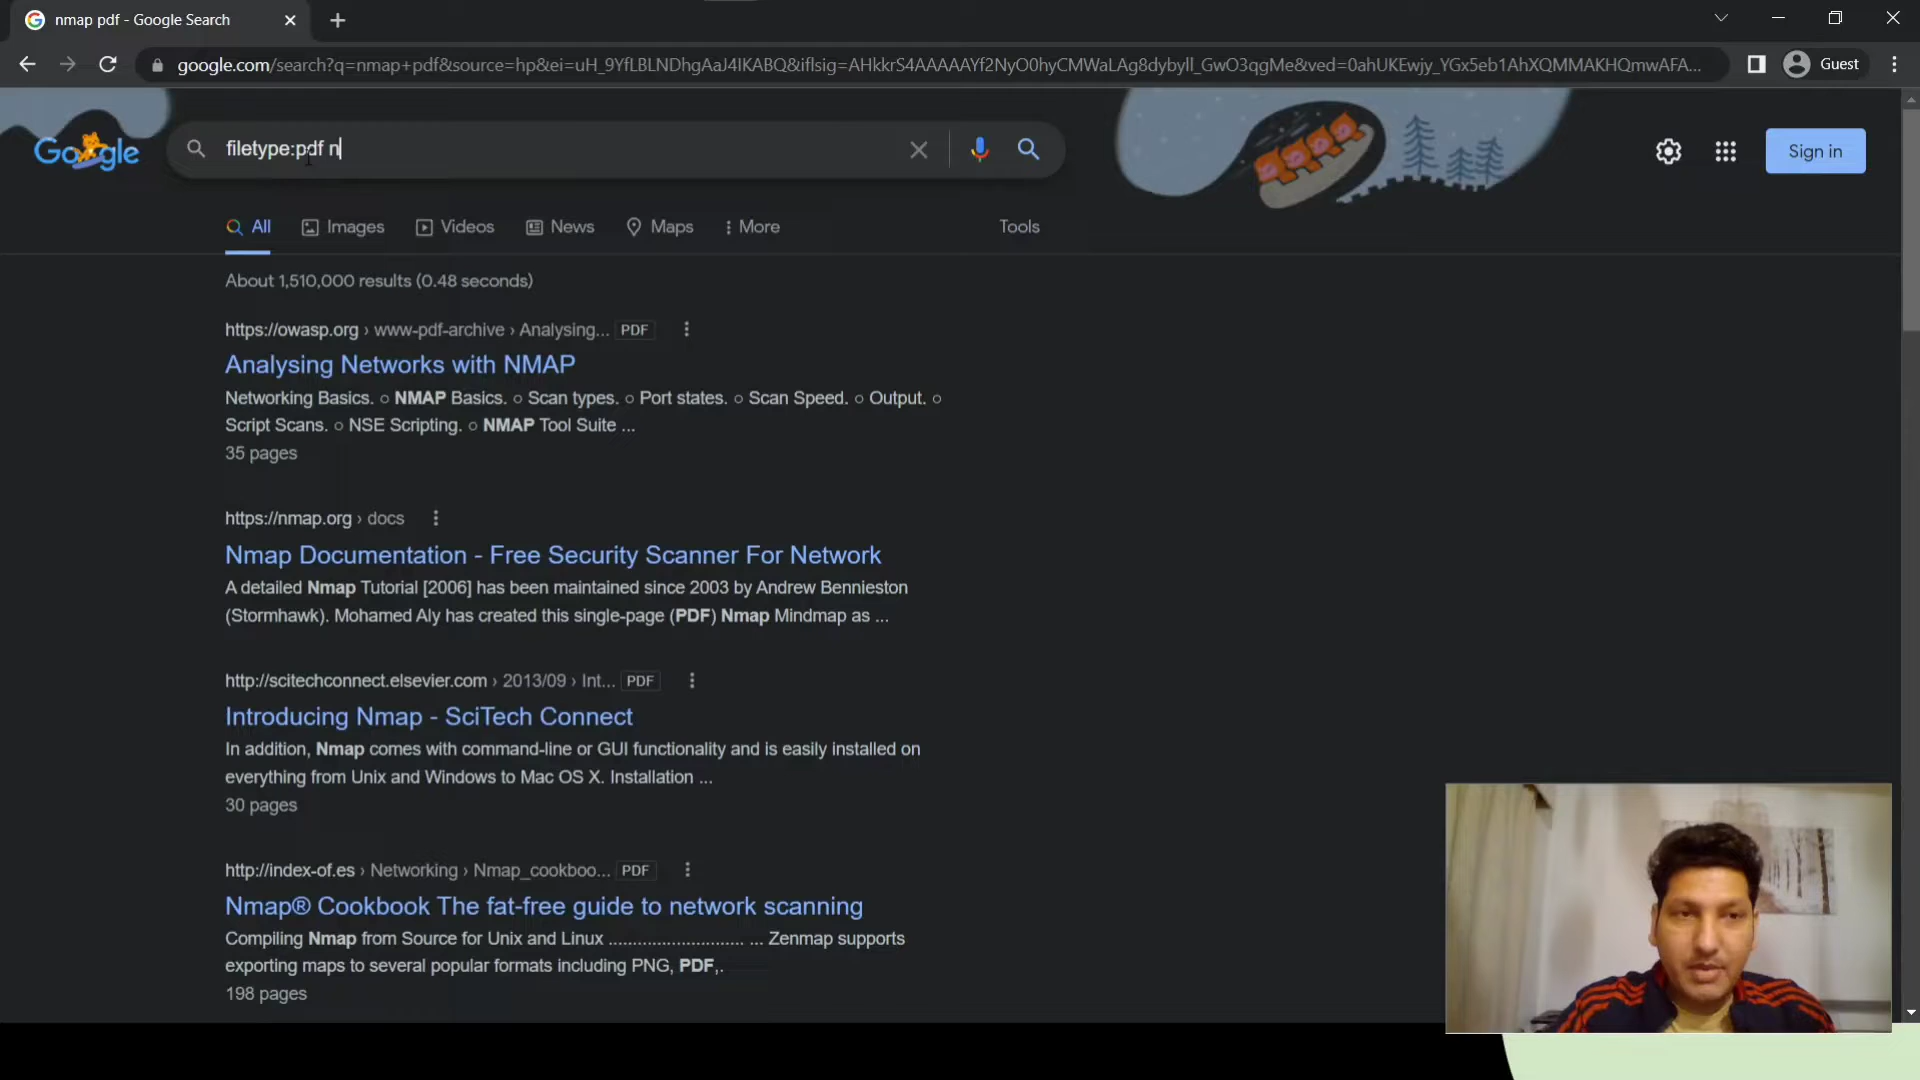 nmap pdf - Google Search
google.com/search?q=nmap+pdf&source=hp&ei=uH_9YfLBLNDhgAaJ4IKABQ&iflsig=AHkkrS4AAAAAYf2NyO0hyCMWaLAg8dybyll_GwO3qgMe&ved=0ahUKEwjy_YGx5eb1AhXQMMAKHQmwAFA...
Guest
Google
filetype:pdf n
Sign in
All
Images
Videos
News
Maps
More
Tools
About 1,510,000 results (0.48 seconds)
https://owasp.org › www-pdf-archive › Analysing... PDF
Analysing Networks with NMAP
Networking Basics. ○ NMAP Basics. ○ Scan types. ○ Port states. ○ Scan Speed. ○ Output. ○
Script Scans. ○ NSE Scripting. ○ NMAP Tool Suite ...
35 pages
https://nmap.org › docs
Nmap Documentation - Free Security Scanner For Network
A detailed Nmap Tutorial [2006] has been maintained since 2003 by Andrew Bennieston
(Stormhawk). Mohamed Aly has created this single-page (PDF) Nmap Mindmap as ...
http://scitechconnect.elsevier.com › 2013/09 › Int... PDF
Introducing Nmap - SciTech Connect
In addition, Nmap comes with command-line or GUI functionality and is easily installed on
everything from Unix and Windows to Mac OS X. Installation ...
30 pages
http://index-of.es › Networking › Nmap_cookboo... PDF
Nmap® Cookbook The fat-free guide to network scanning
Compiling Nmap from Source for Unix and Linux ........................... ... Zenmap supports
exporting maps to several popular formats including PNG, PDF,.
198 pages